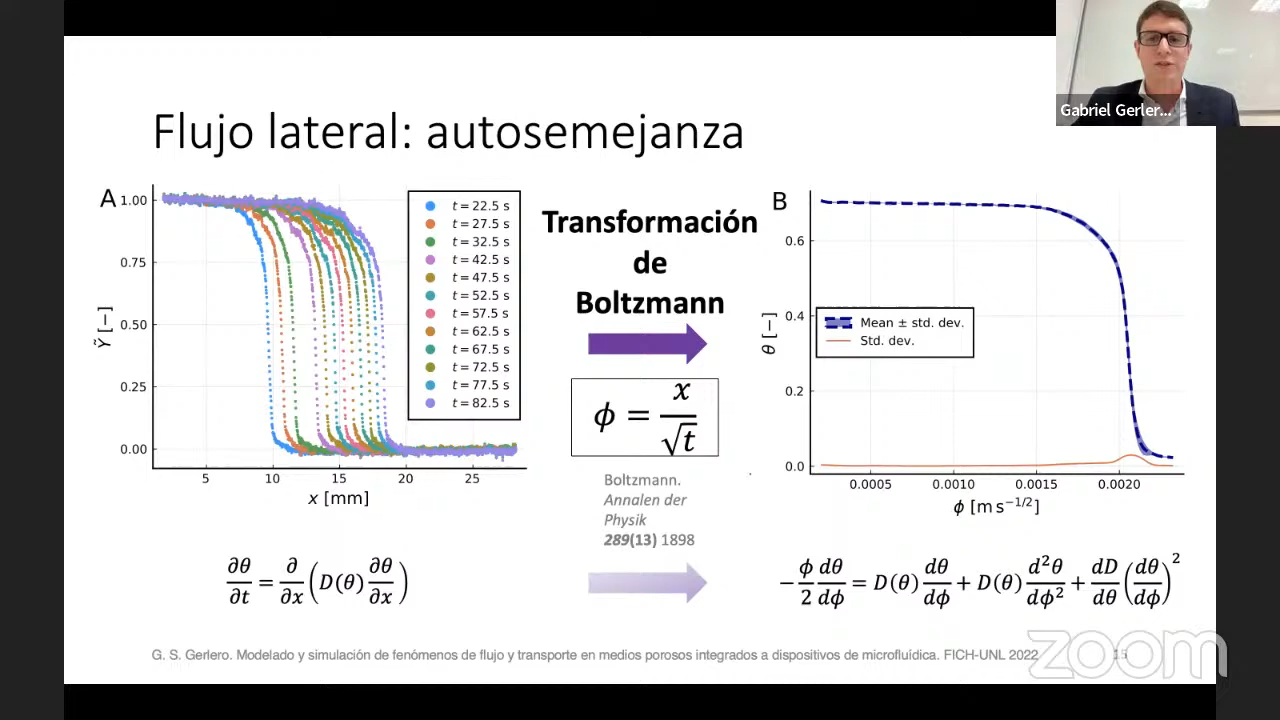 Gabriel Gerler...
Flujo lateral: autosemejanza
A
1.00
0.75
0.50
0.25
0.00
Ỹ [–]
5 10 15 20 25
x [mm]
t = 22.5 s
t = 27.5 s
t = 32.5 s
t = 42.5 s
t = 47.5 s
t = 52.5 s
t = 57.5 s
t = 62.5 s
t = 67.5 s
t = 72.5 s
t = 77.5 s
t = 82.5 s
Transformación
de
Boltzmann
ϕ = x/√t
Boltzmann.
Annalen der
Physik
289(13) 1898
B
0.6
0.4
0.2
0.0
θ [–]
Mean ± std. dev.
Std. dev.
0.0005 0.0010 0.0015 0.0020
ϕ [m s⁻¹/²]
∂θ/∂t = ∂/∂x (D(θ) ∂θ/∂x)
−ϕ/2 dθ/dϕ = D(θ) dθ/dϕ + D(θ) d²θ/dϕ² + dD/dθ (dθ/dϕ)²
G. S. Gerlero. Modelado y simulación de fenómenos de flujo y transporte en medios porosos integrados a dispositivos de microfluídica. FICH-UNL 2022
15
zoom